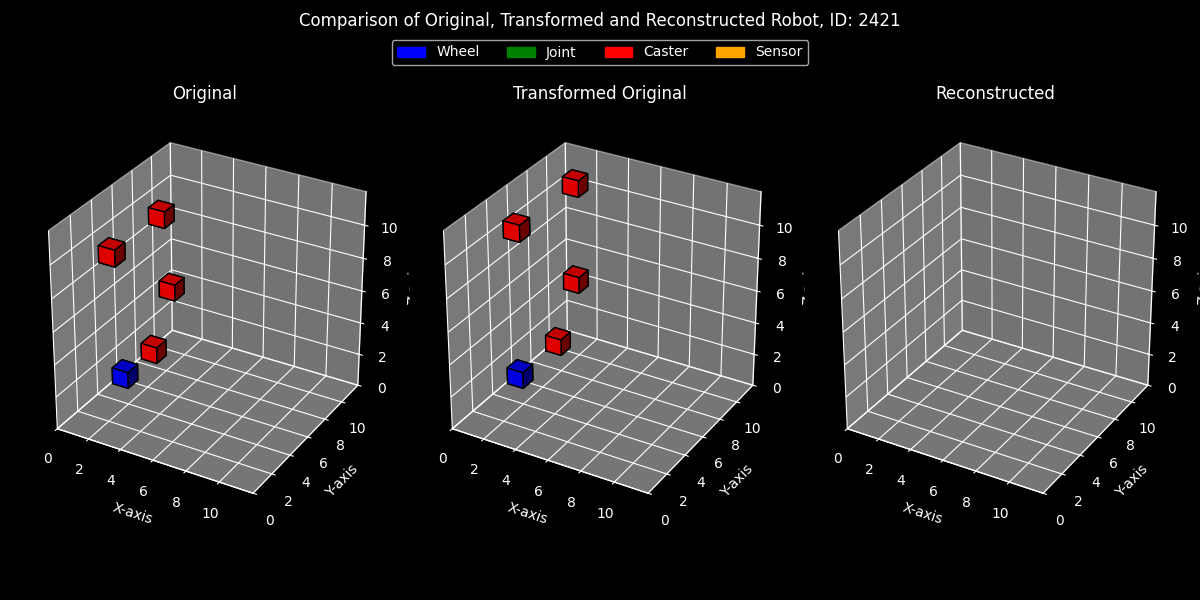 Comparison of Original, Transformed and Reconstructed Robot, ID: 2421
Wheel Joint Caster Sensor
Original
Transformed Original
Reconstructed
0 2 4 6 8 10
X-axis
0 2 4 6 8 10
Y-axis
0 2 4 6 8 10
0 2 4 6 8 10
X-axis
0 2 4 6 8 10
Y-axis
0 2 4 6 8 10
0 2 4 6 8 10
X-axis
0 2 4 6 8 10
Y-axis
0 2 4 6 8 10